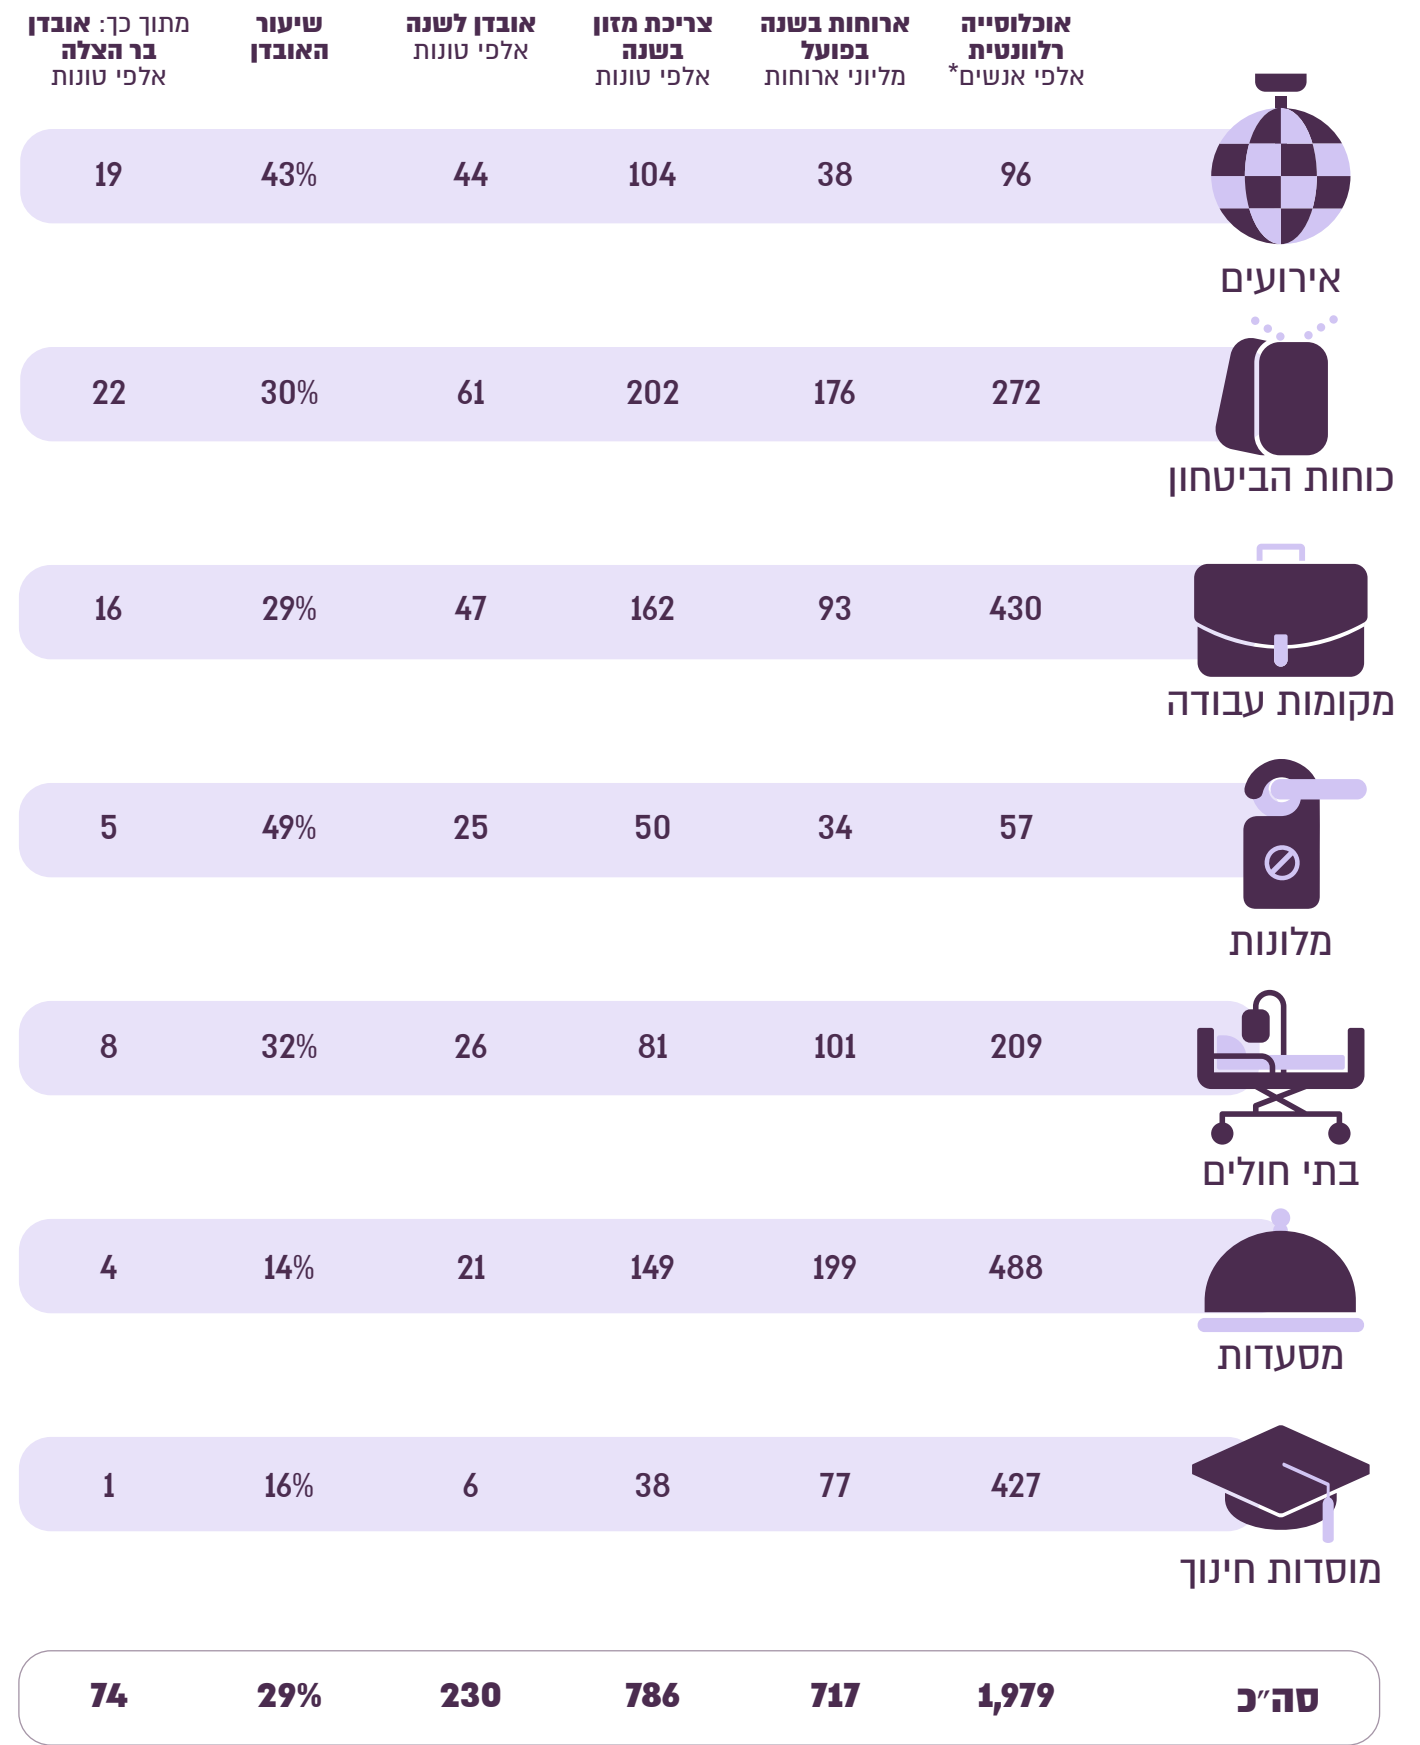 אוכלוסייה רלוונטית אלפי אנשים*
ארוחות בשנה בפועל מליוני ארוחות
צריכת מזון בשנה אלפי טונות
אובדן לשנה אלפי טונות
שיעור האובדן
מתוך כך: אובדן בר הצלה אלפי טונות
96 38 104 44 43% 19
אירועים
272 176 202 61 30% 22
כוחות הביטחון
430 93 162 47 29% 16
מקומות עבודה
57 34 50 25 49% 5
מלונות
209 101 81 26 32% 8
בתי חולים
488 199 149 21 14% 4
מסעדות
427 77 38 6 16% 1
מוסדות חינוך
סה״כ 1,979 717 786 230 29% 74